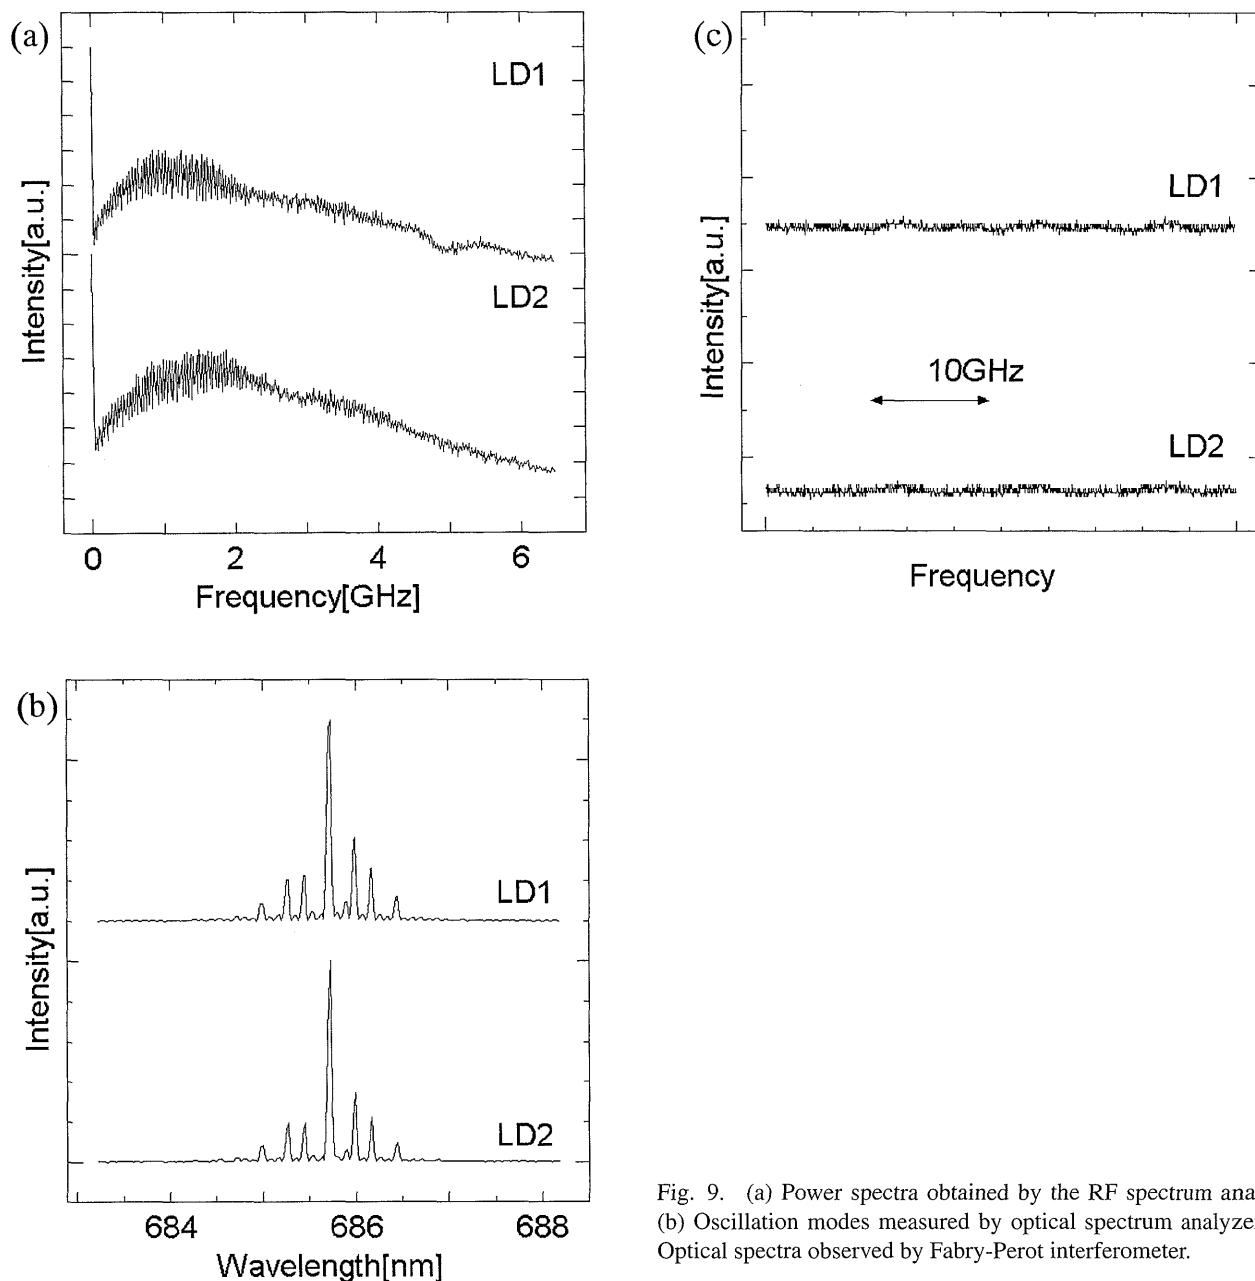 (a)
LD1
LD2
Intensity[a.u.]
0 2 4 6
Frequency[GHz]
(c)
LD1
10GHz
LD2
Intensity[a.u.]
Frequency
(b)
LD1
LD2
Intensity[a.u.]
684 686 688
Wavelength[nm]
Fig. 9. (a) Power spectra obtained by the RF spectrum ana
(b) Oscillation modes measured by optical spectrum analyze
Optical spectra observed by Fabry-Perot interferometer.